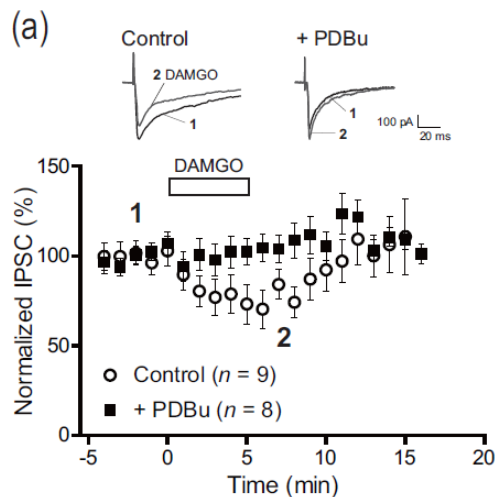 (a)
Control
+ PDBu
2 DAMGO
1
1
2
100 pA
20 ms
150
DAMGO
1
100
Normalized IPSC (%)
50
2
Control (n = 9)
+ PDBu (n = 8)
0
-5
0
5
10
15
20
Time (min)